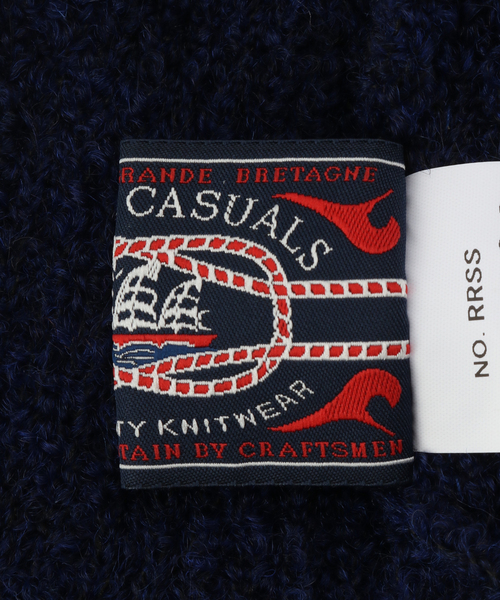 RANDE. BRETAGNE
CASUALS
TY KNITWEAR
TAIN BY CRAFTSMEN
NO. RRSS